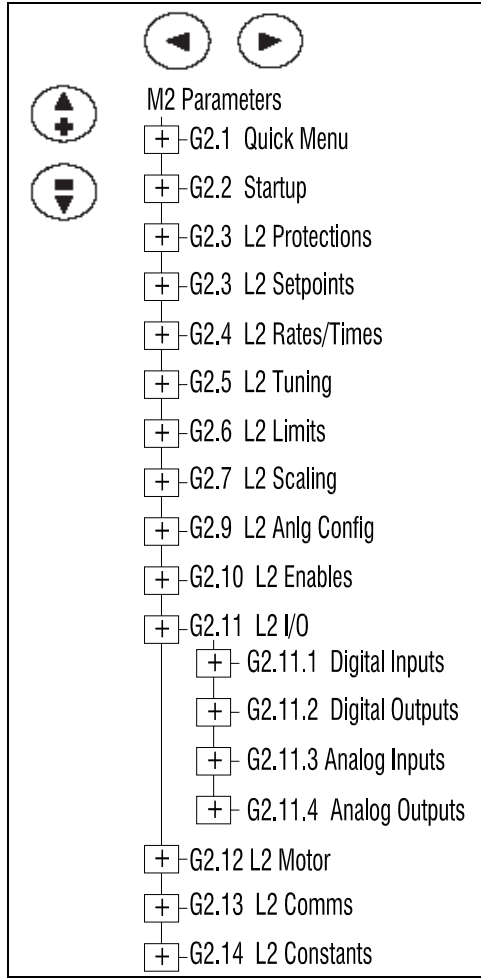 M2 Parameters
G2.1 Quick Menu
G2.2 Startup
G2.3 L2 Protections
G2.3 L2 Setpoints
G2.4 L2 Rates/Times
G2.5 L2 Tuning
G2.6 L2 Limits
G2.7 L2 Scaling
G2.9 L2 Anlg Config
G2.10 L2 Enables
G2.11 L2 I/O
G2.11.1 Digital Inputs
G2.11.2 Digital Outputs
G2.11.3 Analog Inputs
G2.11.4 Analog Outputs
G2.12 L2 Motor
G2.13 L2 Comms
G2.14 L2 Constants